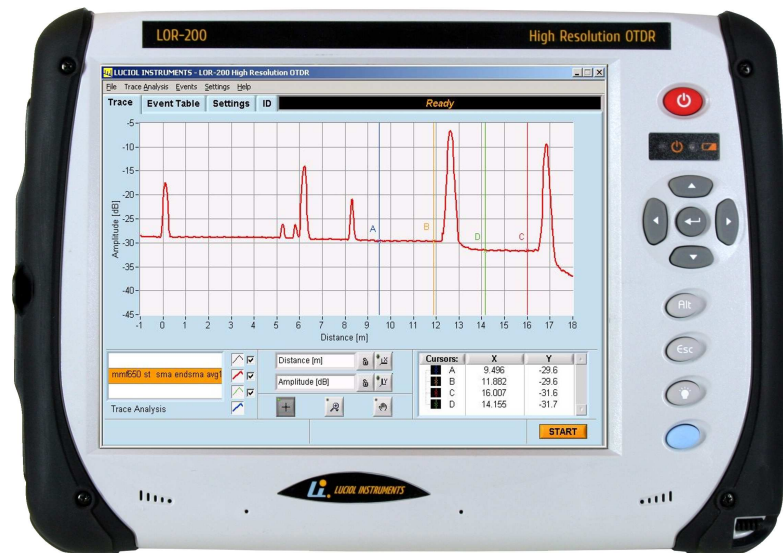 LOR-200 High Resolution OTDR
LUCIOL INSTRUMENTS - LOR-200 High Resolution OTDR
File Trace Analysis Events Settings Help
Trace Event Table Settings ID Ready
-5
-10
-15
-20
-25
-30
-35
-40
-45
Amplitude [dB]
A B D C
-1 0 1 2 3 4 5 6 7 8 9 10 11 12 13 14 15 16 17 18
Distance [m]
mmf650 st sma endsma avg1
Trace Analysis
Distance [m]
Amplitude [dB]
Cursors: X Y
A 9.496 -29.6
B 11.882 -29.6
C 16.007 -31.6
D 14.155 -31.7
START
Alt
Esc
Li. LUCIOL INSTRUMENTS